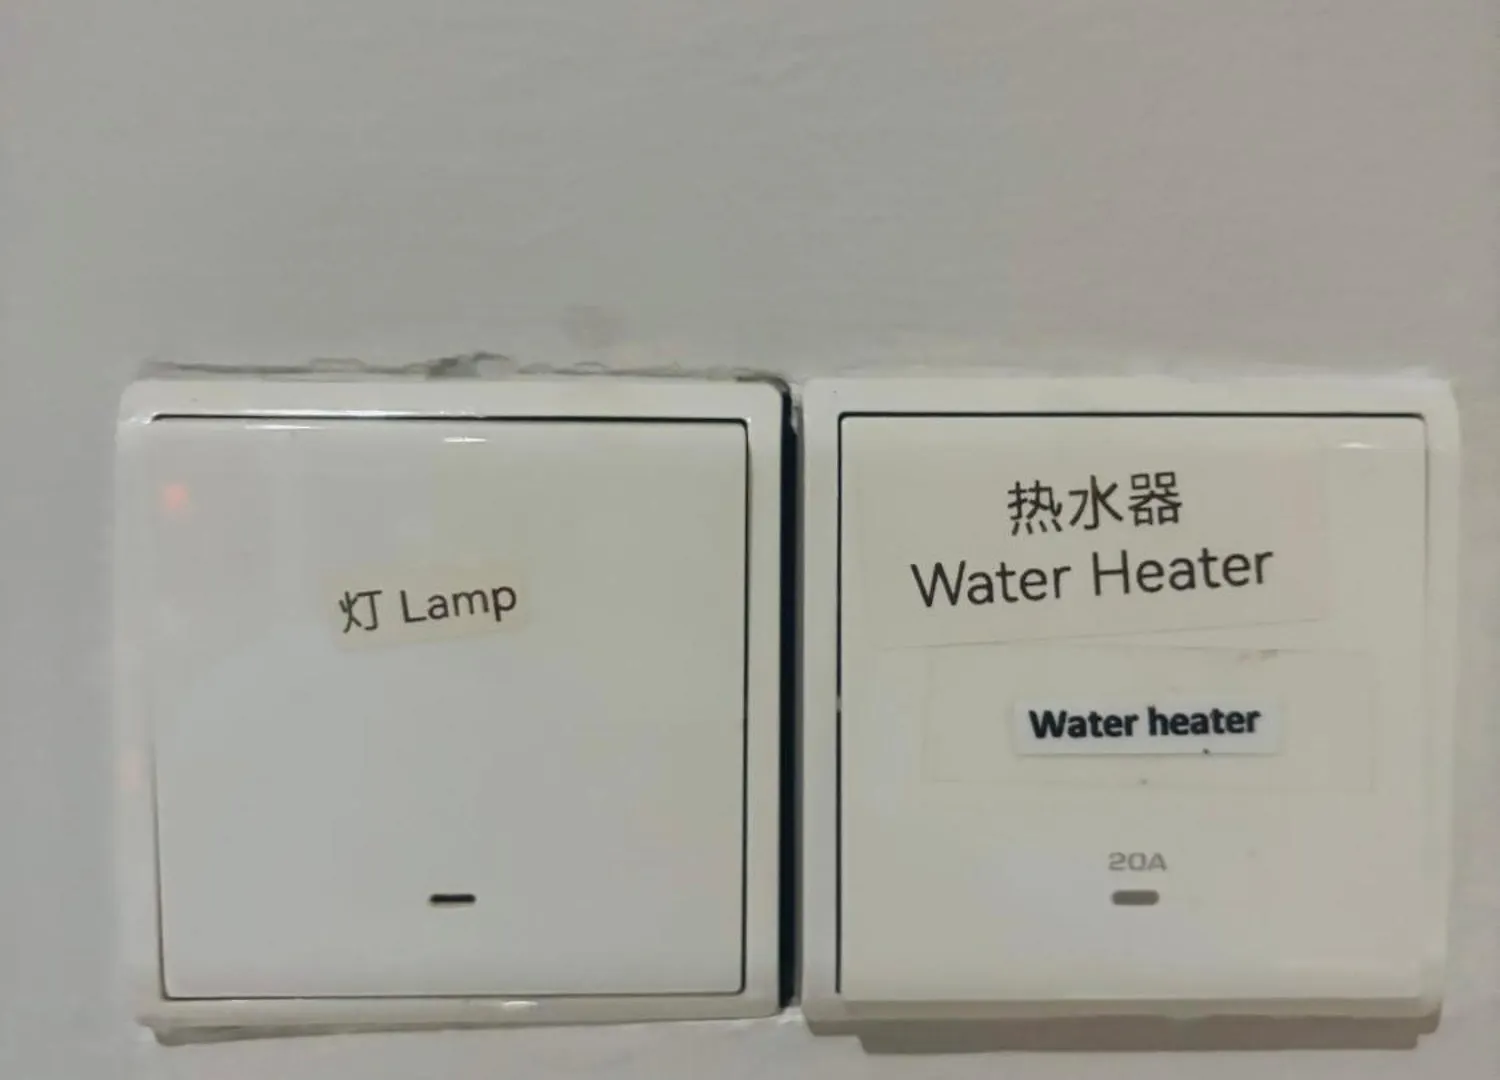 灯 Lamp
热水器
Water Heater
Water heater
20A